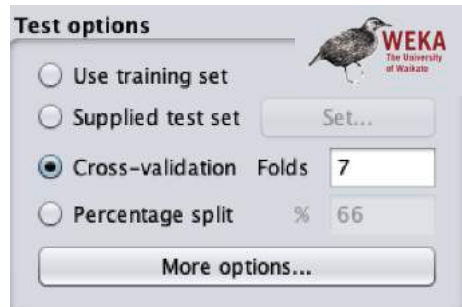 Test options
WEKA
The University
of Waikato
Use training set
Supplied test set Set...
Cross-validation Folds 7
Percentage split % 66
More options...